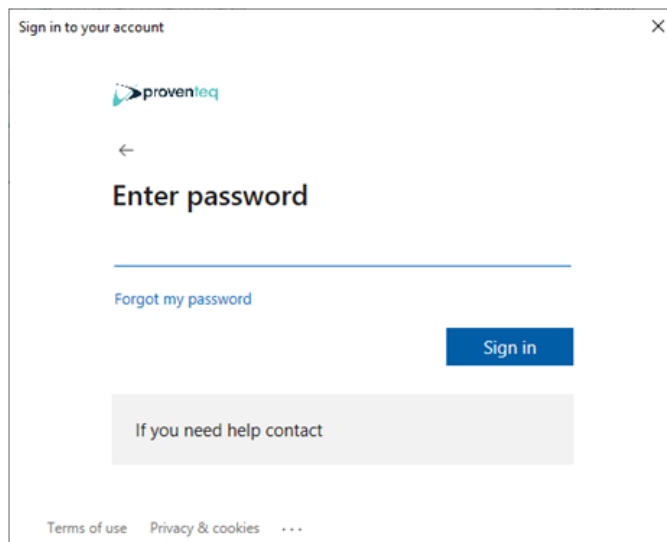 Sign in to your account
proventeq
Enter password
Forgot my password
Sign in
If you need help contact
Terms of use Privacy & cookies ...